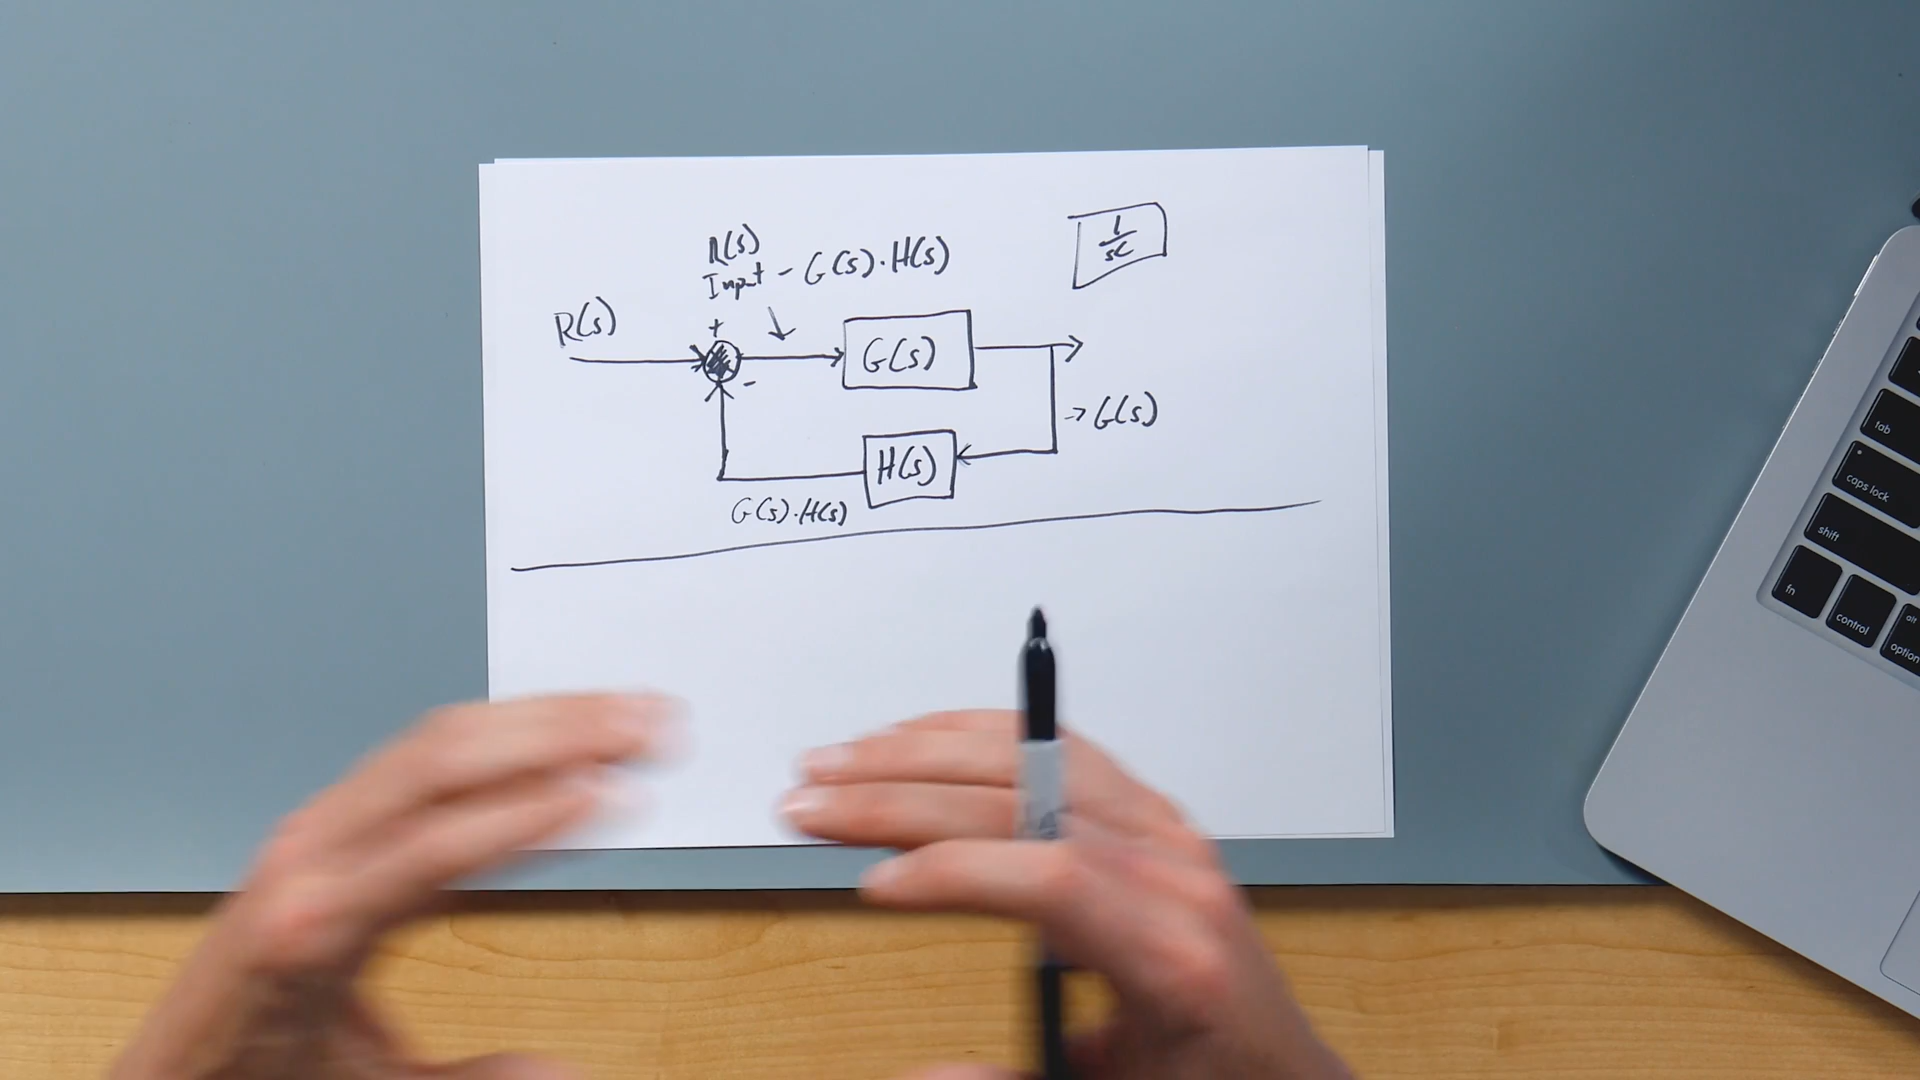 R(s)
Input - G(s)·H(s)
1
sC
R(s)
+
G(s)
-
→ G(s)
H(s)
G(s)·H(s)
tab
caps lock
shift
fn
control
alt
option